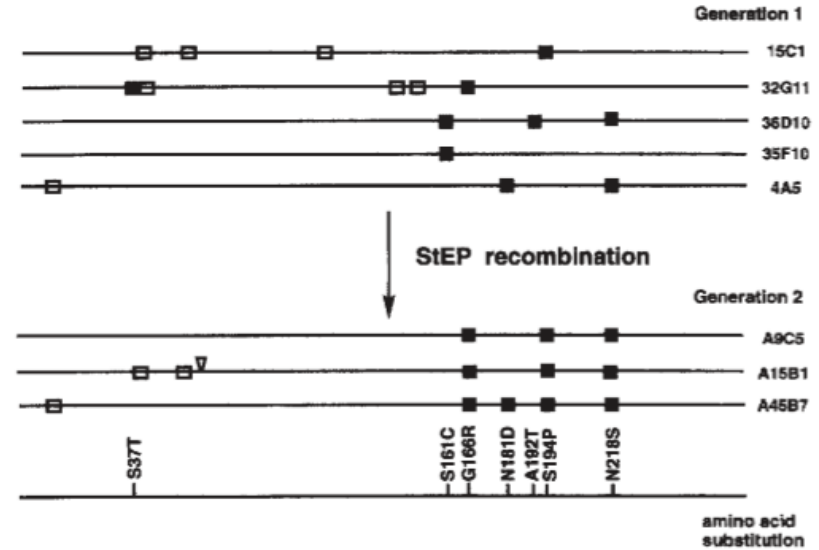 Generation 1
15C1
32G11
36D10
35F10
4A5
StEP recombination
Generation 2
A9C5
A15B1
A45B7
S37T
S161C
G166R
N181D
A192T
S194P
N218S
amino acid
substitution